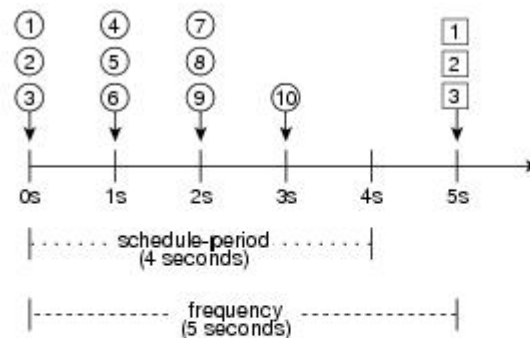 1 4 7 1
2 5 8 2
3 6 9 10 3
0s 1s 2s 3s 4s 5s
schedule-period
(4 seconds)
frequency
(5 seconds)